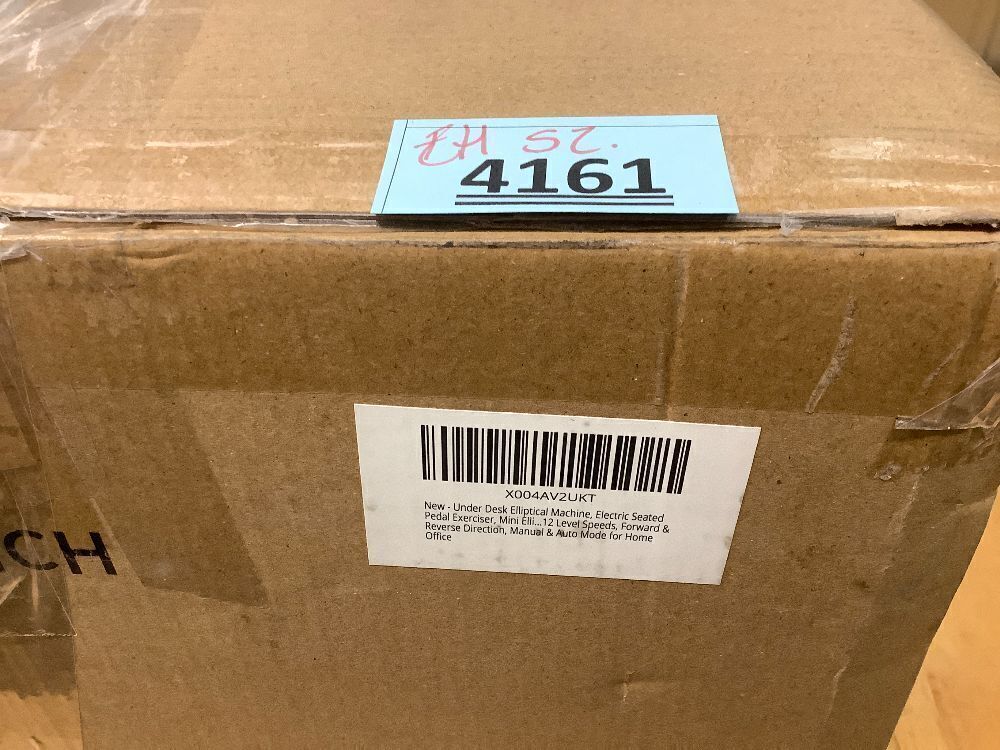 EH SZ.
4161
X004AV2UKT
New - Under Desk Elliptical Machine, Electric Seated
Pedal Exerciser, Mini Elli...12 Level Speeds, Forward &
Reverse Direction, Manual & Auto Mode for Home
Office
CH